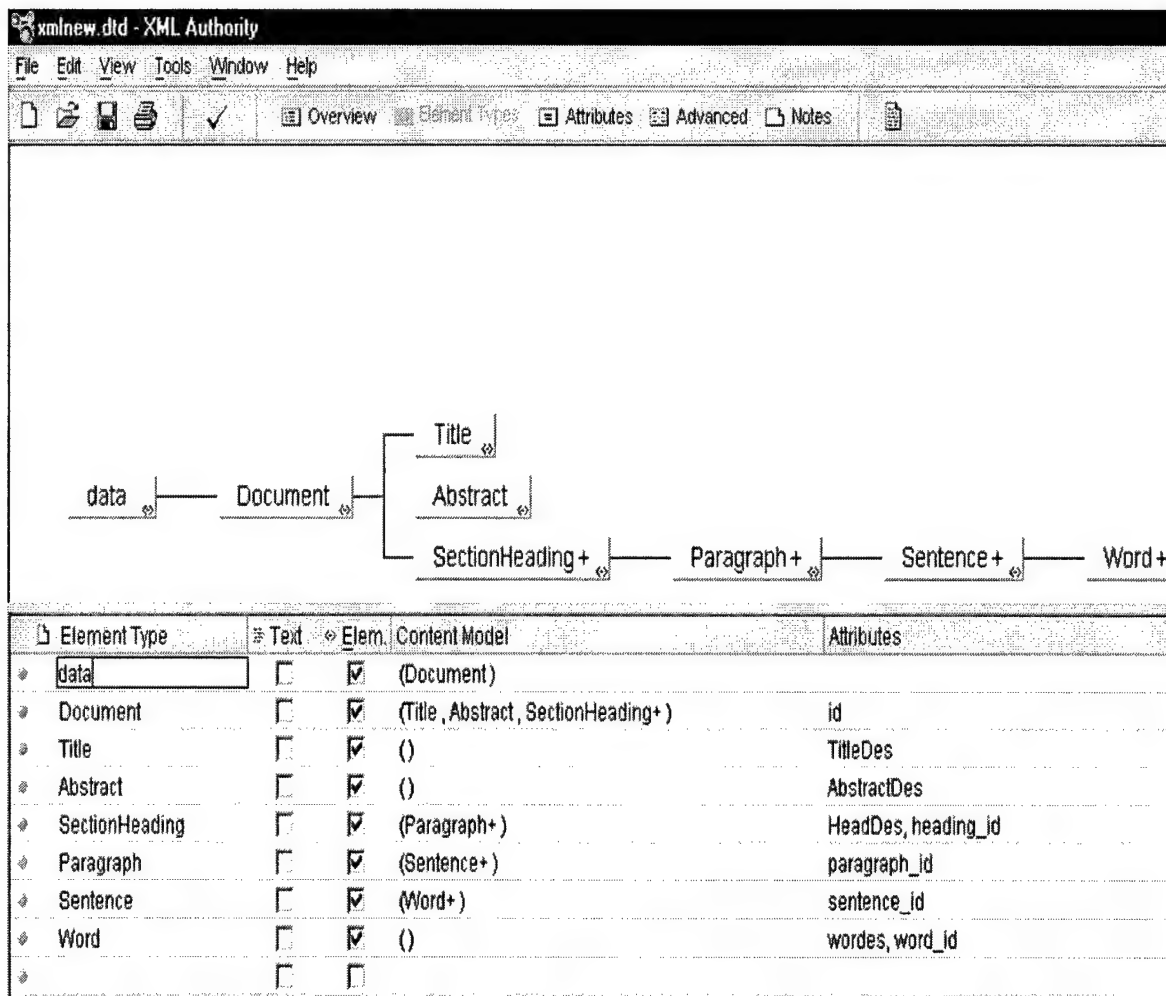 xmlnew.dtd - XML Authority
File Edit View Tools Window Help
Overview Element Types Attributes Advanced Notes
Title
data Document Abstract
SectionHeading + Paragraph + Sentence + Word +
Element Type Text Elem. Content Model Attributes
data (Document)
Document (Title , Abstract , SectionHeading+ ) id
Title () TitleDes
Abstract () AbstractDes
SectionHeading (Paragraph+ ) HeadDes, heading_id
Paragraph (Sentence+ ) paragraph_id
Sentence (Word+ ) sentence_id
Word () wordes, word_id